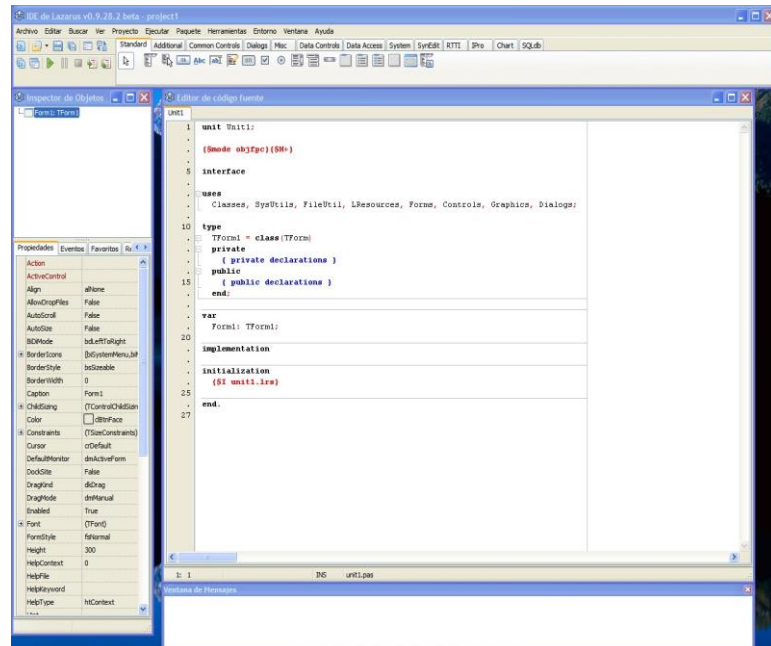 IDE de Lazarus v0.9.28.2 beta - project1
Archivo Editar Buscar Ver Proyecto Ejecutar Paquete Herramientas Entorno Ventana Ayuda
Standard Additional Common Controls Dialogs Misc Data Controls Data Access System SynEdit RTTI IPro Chart SQLdb
Abc
Inspector de Objetos
Form1: TForm1
Propiedades Eventos Favoritos
Action
ActiveControl
Align alNone
AllowDropFiles False
AutoScroll False
AutoSize False
BiDiMode bdLeftToRight
BorderIcons [biSystemMenu,biM
BorderStyle bsSizeable
BorderWidth 0
Caption Form1
ChildSizing (TControlChildSizin
Color clBtnFace
Constraints (TSizeConstraints)
Cursor crDefault
DefaultMonitor dmActiveForm
DockSite False
DragKind dkDrag
DragMode dmManual
Enabled True
Font (TFont)
FormStyle fsNormal
Height 300
HelpContext 0
HelpFile
HelpKeyword
HelpType htContext
Editor de código fuente
Unit1
1 unit Unit1;
{$mode objfpc}{$H+}
5 interface
uses
Classes, SysUtils, FileUtil, LResources, Forms, Controls, Graphics, Dialogs;
10 type
TForm1 = class(TForm)
private
{ private declarations }
public
15 { public declarations }
end;
var
Form1: TForm1;
20
implementation
initialization
{$I unit1.lrs}
25
end.
27
1: 1 INS unit1.pas
Ventana de Mensajes